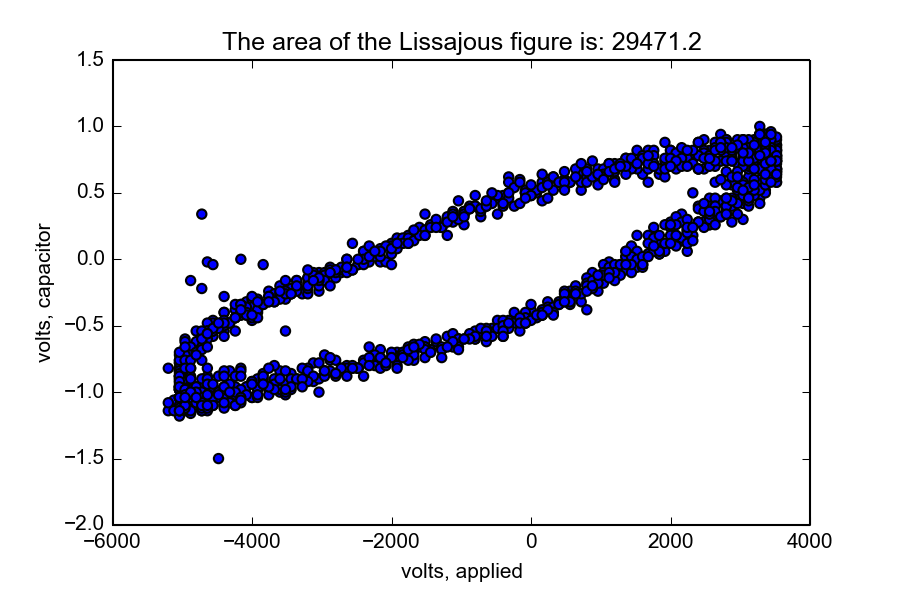 The area of the Lissajous figure is: 29471.2
1.5
1.0
0.5
0.0
−0.5
−1.0
−1.5
−2.0
volts, capacitor
−6000 −4000 −2000 0 2000 4000
volts, applied